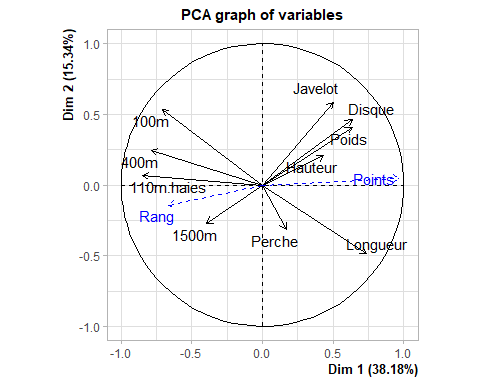 PCA graph of variables
Dim 2 (15.34%)
1.0
0.5
0.0
-0.5
-1.0
Javelot
Disque
100m
Poids
400m
Hauteur
Points
110m.haies
Rang
1500m
Perche
Longueur
-1.0 -0.5 0.0 0.5 1.0
Dim 1 (38.18%)